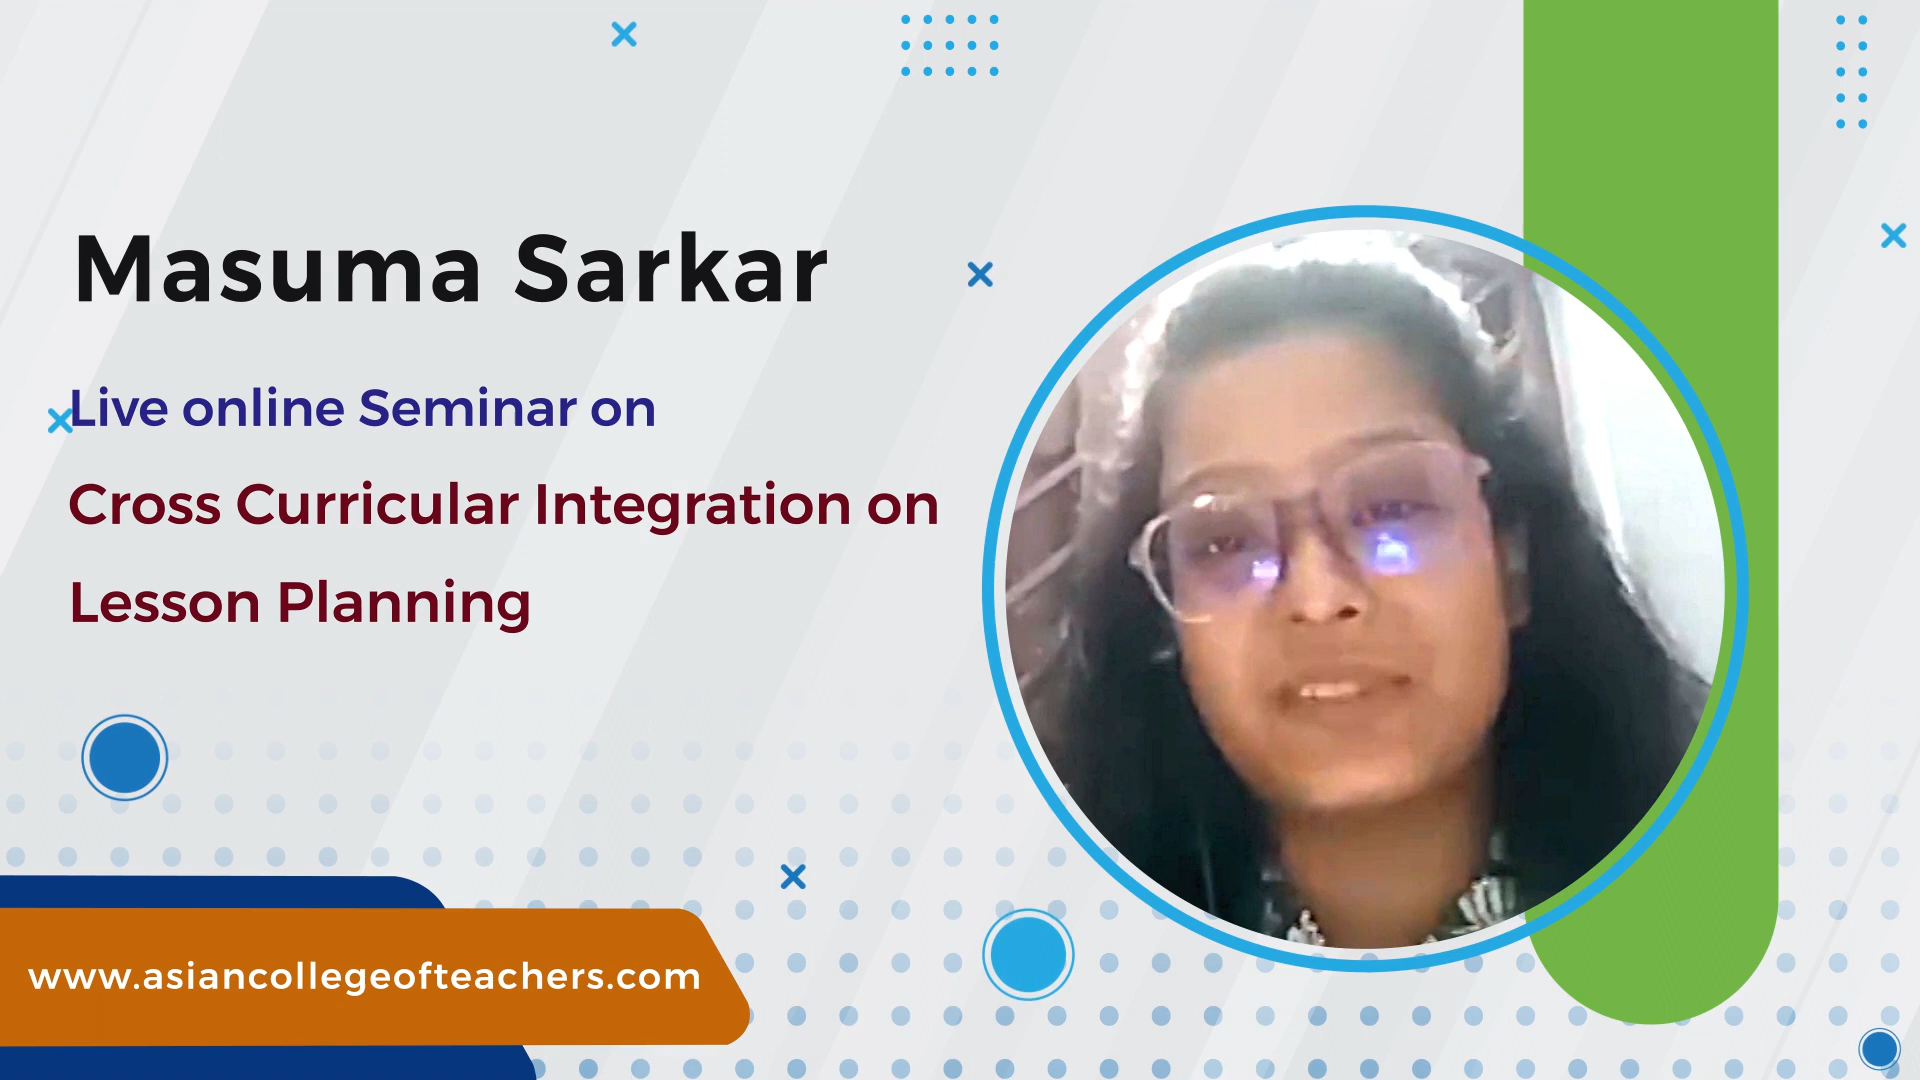 Masuma Sarkar
Live online Seminar on
Cross Curricular Integration on
Lesson Planning
www.asiancollegeofteachers.com